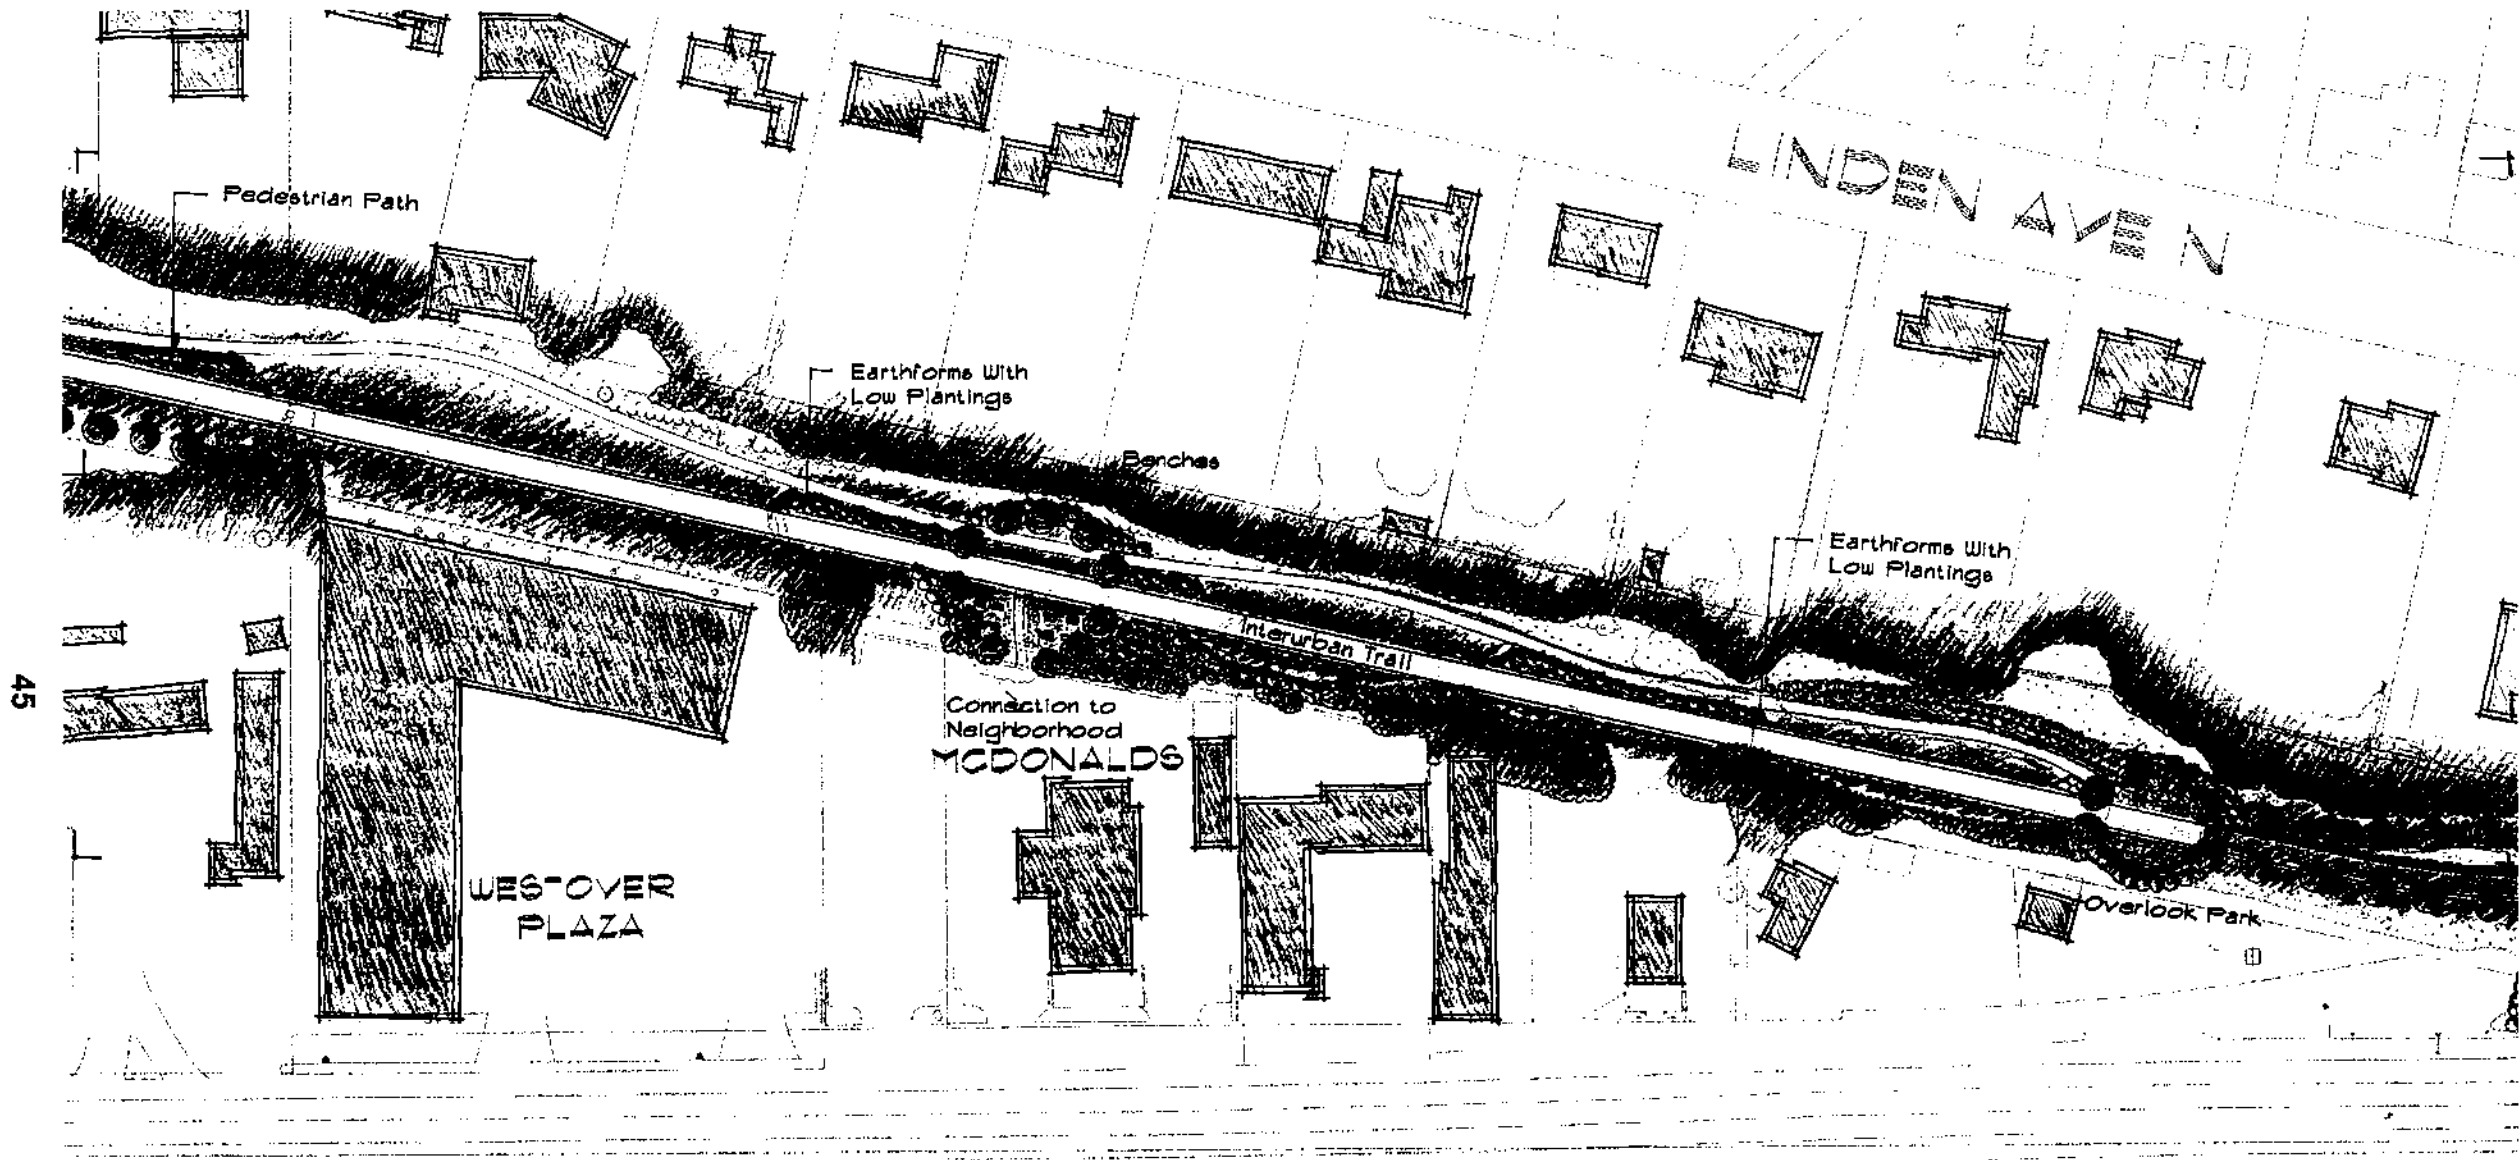 LINDEN AVE N
Pedestrian Path
Earthforms With
Low Plantings
Benches
Earthforms With
Low Plantings
Interurban Trail
45
Connection to
Neighborhood
MCDONALDS
WESTOVER
PLAZA
Overlook Park